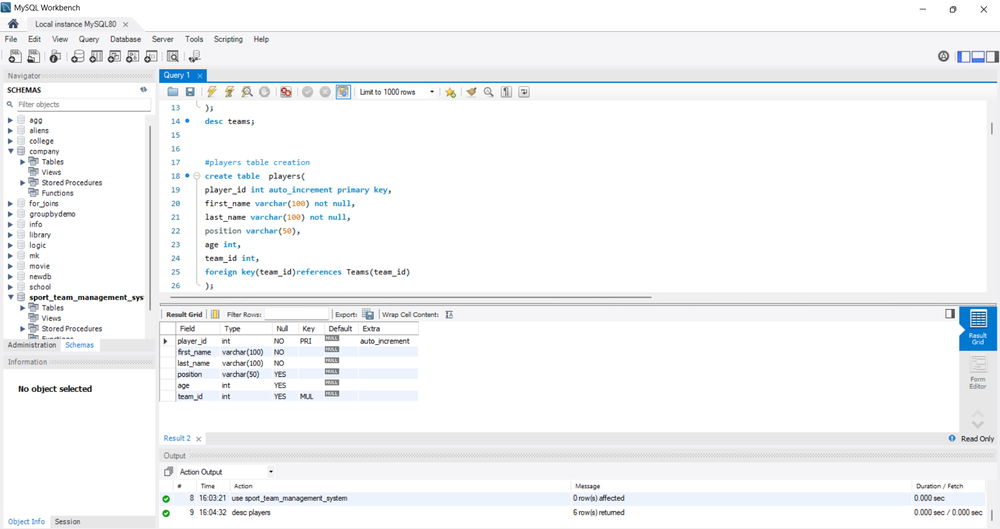 MySQL Workbench
Local instance MySQL80
File Edit View Query Database Server Tools Scripting Help
Navigator
SCHEMAS
Filter objects
agg
aliens
college
company
Tables
Views
Stored Procedures
Functions
for_joins
groupbydemo
info
library
logic
mk
movie
newdb
school
sport_team_management_sys
Tables
Views
Stored Procedures
Functions
Administration Schemas
Information
No object selected
Object Info Session
Query 1
Limit to 1000 rows
13 );
14 desc teams;
15
16
17 #players table creation
18 create table  players(
19 player_id int auto_increment primary key,
20 first_name varchar(100) not null,
21 last_name varchar(100) not null,
22 position varchar(50),
23 age int,
24 team_id int,
25 foreign key(team_id)references Teams(team_id)
26 );
Result Grid Filter Rows: Export: Wrap Cell Content:
Field Type Null Key Default Extra
player_id int NO PRI NULL auto_increment
first_name varchar(100) NO NULL
last_name varchar(100) NO NULL
position varchar(50) YES NULL
age int YES NULL
team_id int YES MUL NULL
Result
Grid
Form
Editor
Result 2
Read Only
Output
Action Output
# Time Action Message Duration / Fetch
8 16:03:21 use sport_team_management_system 0 row(s) affected 0.000 sec
9 16:04:32 desc players 6 row(s) returned 0.000 sec / 0.000 sec